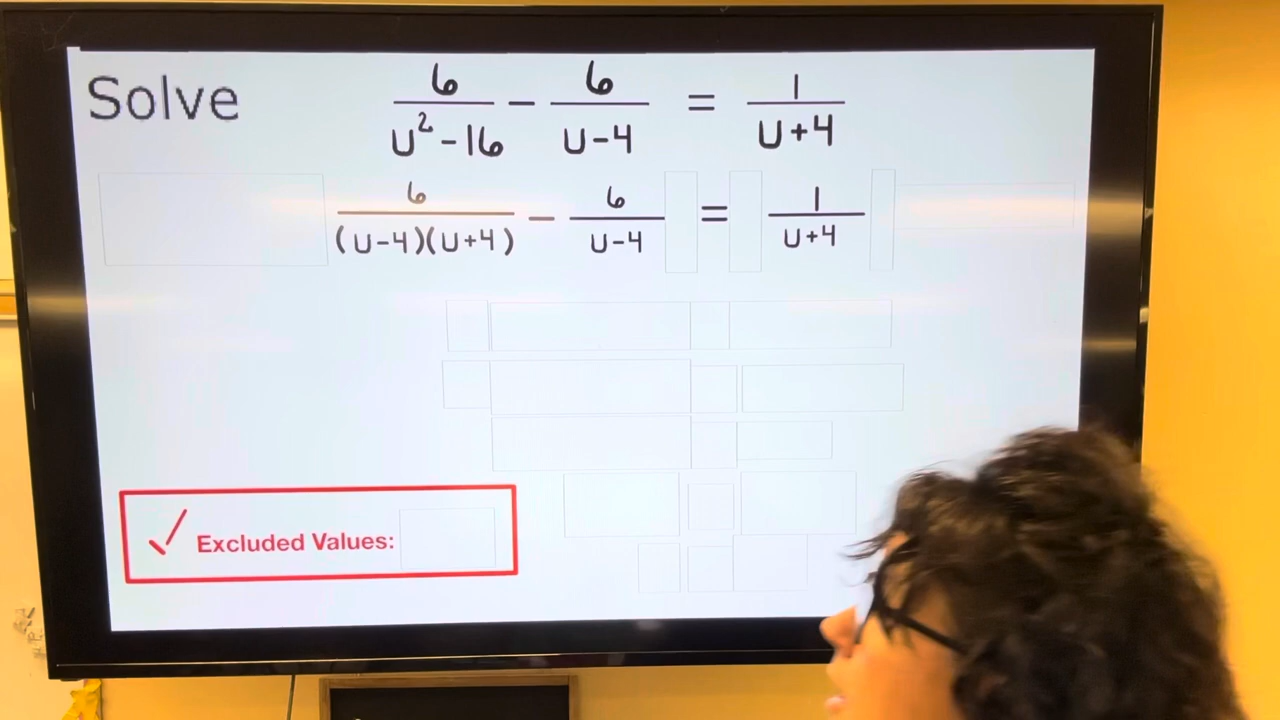 Solve 6/(U²-16) - 6/(U-4) = 1/(U+4)
6/((U-4)(U+4)) - 6/(U-4) = 1/(U+4)
✓ Excluded Values: